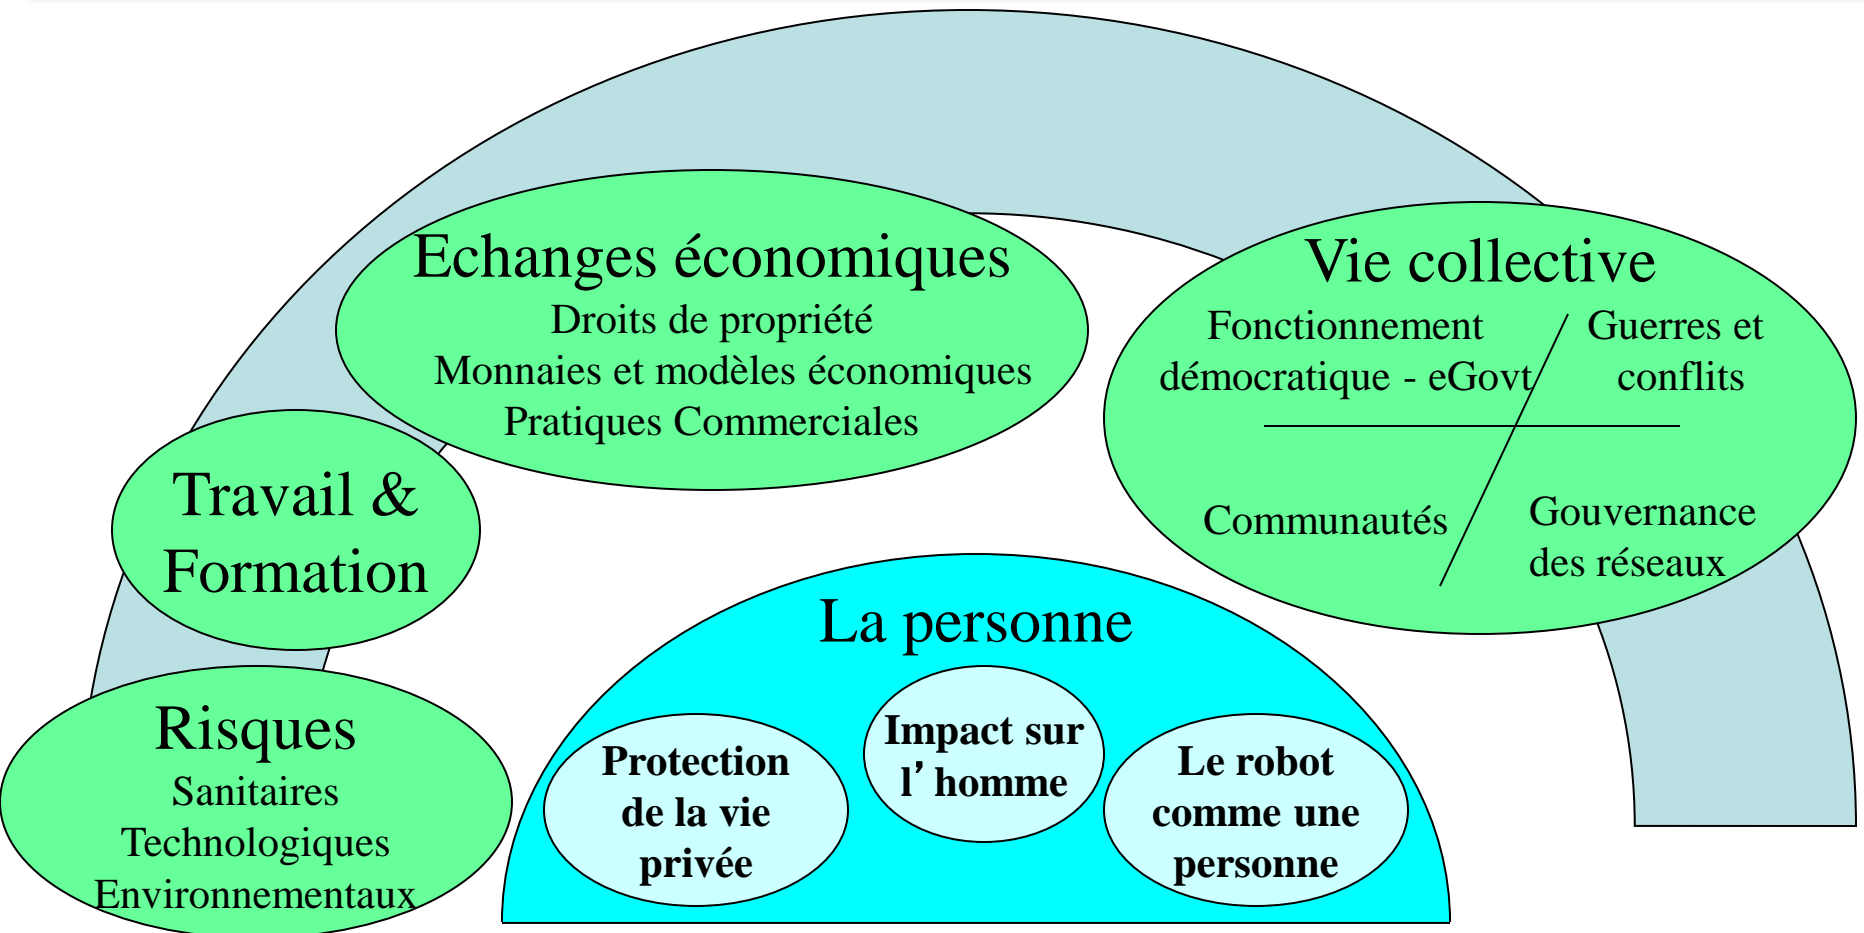 Echanges économiques
Droits de propriété
Monnaies et modèles économiques
Pratiques Commerciales
Vie collective
Fonctionnement
démocratique - eGovt
Guerres et
conflits
Communautés
Gouvernance
des réseaux
Travail &
Formation
Risques
Sanitaires
Technologiques
Environnementaux
La personne
Protection
de la vie
privée
Impact sur
l’ homme
Le robot
comme une
personne